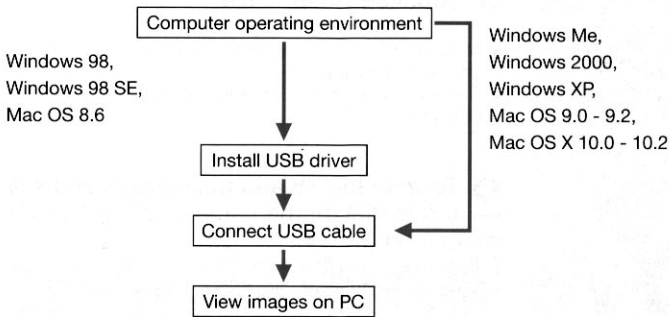 Computer operating environment
Windows 98,
Windows 98 SE,
Mac OS 8.6
Windows Me,
Windows 2000,
Windows XP,
Mac OS 9.0 - 9.2,
Mac OS X 10.0 - 10.2
Install USB driver
Connect USB cable
View images on PC